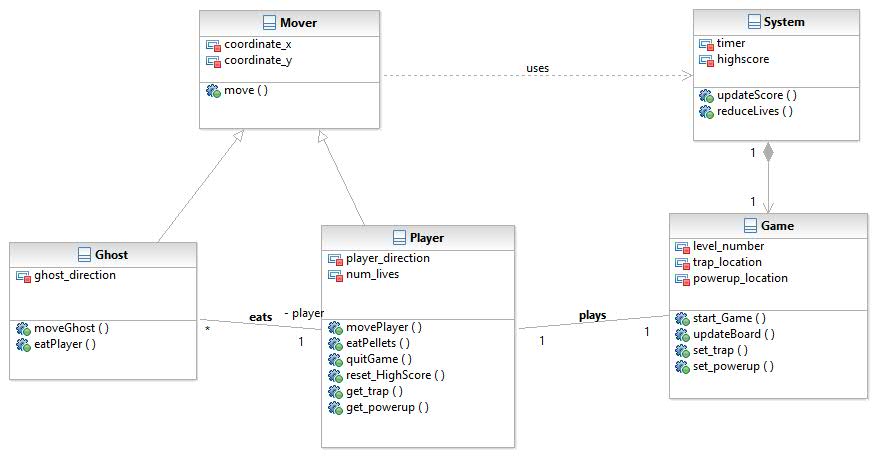 Mover
coordinate_x
coordinate_y
move ( )
uses
System
timer
highscore
updateScore ( )
reduceLives ( )
1
1
Ghost
ghost_direction
moveGhost ( )
eatPlayer ( )
*
eats
- player
1
Player
player_direction
num_lives
movePlayer ( )
eatPellets ( )
quitGame ( )
reset_HighScore ( )
get_trap ( )
get_powerup ( )
1
plays
1
Game
level_number
trap_location
powerup_location
start_Game ( )
updateBoard ( )
set_trap ( )
set_powerup ( )